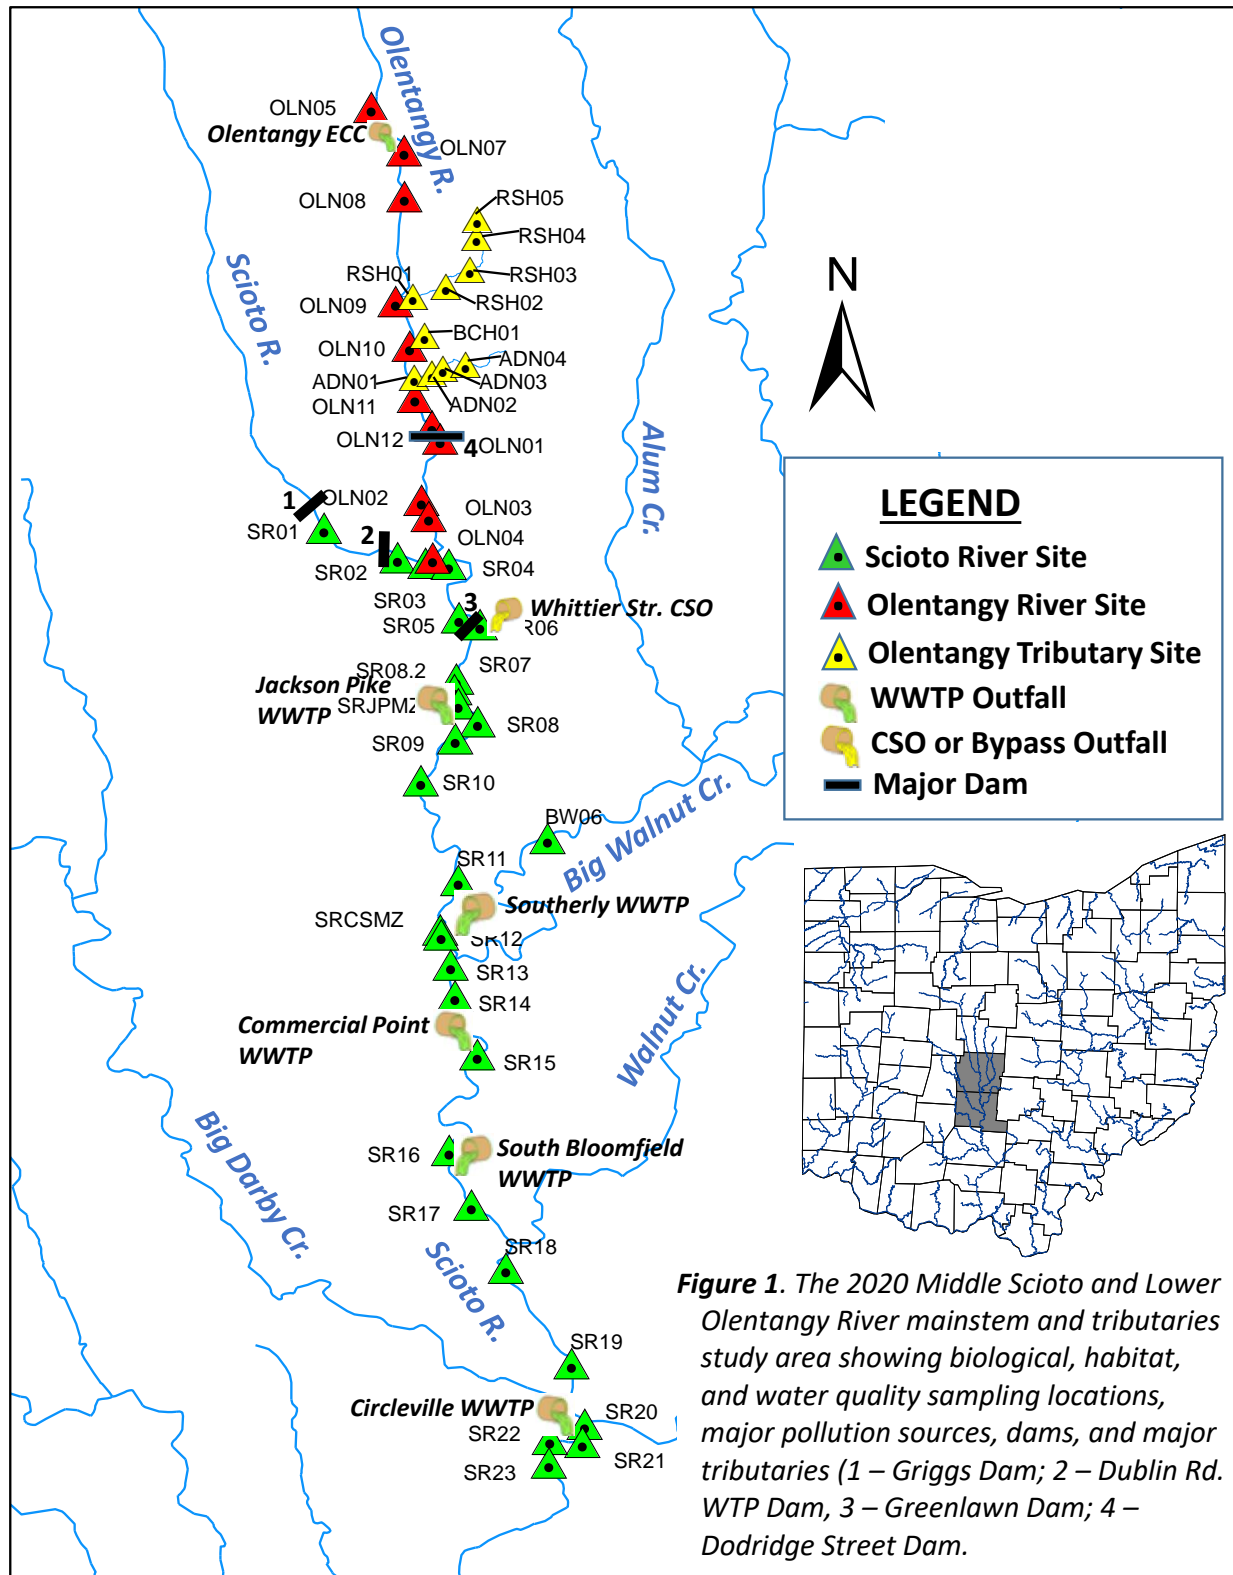 Olentangy R.
OLN05
Olentangy ECC
OLN07
OLN08
RSH05
RSH04
RSH03
RSH01
RSH02
OLN09
Scioto R.
BCH01
OLN10
ADN04
ADN01
ADN03
ADN02
OLN11
OLN12
4
OLN01
Alum Cr.
N
1
OLN02
OLN03
SR01
2
OLN04
SR02
SR04
SR03
3
Whittier Str. CSO
SR05
R06
SR07
SR08.2
Jackson Pike
WWTP
SRJPMZ
SR08
SR09
SR10
BW06
Big Walnut Cr.
SR11
Southerly WWTP
SRCSMZ
SR12
SR13
SR14
Commercial Point
WWTP
SR15
Walnut Cr.
Big Darby Cr.
SR16
South Bloomfield
WWTP
SR17
SR18
Scioto R.
SR19
Circleville WWTP
SR20
SR22
SR21
SR23
LEGEND
Scioto River Site
Olentangy River Site
Olentangy Tributary Site
WWTP Outfall
CSO or Bypass Outfall
Major Dam
Figure 1. The 2020 Middle Scioto and Lower
Olentangy River mainstem and tributaries
study area showing biological, habitat,
and water quality sampling locations,
major pollution sources, dams, and major
tributaries (1 – Griggs Dam; 2 – Dublin Rd.
WTP Dam, 3 – Greenlawn Dam; 4 –
Dodridge Street Dam.